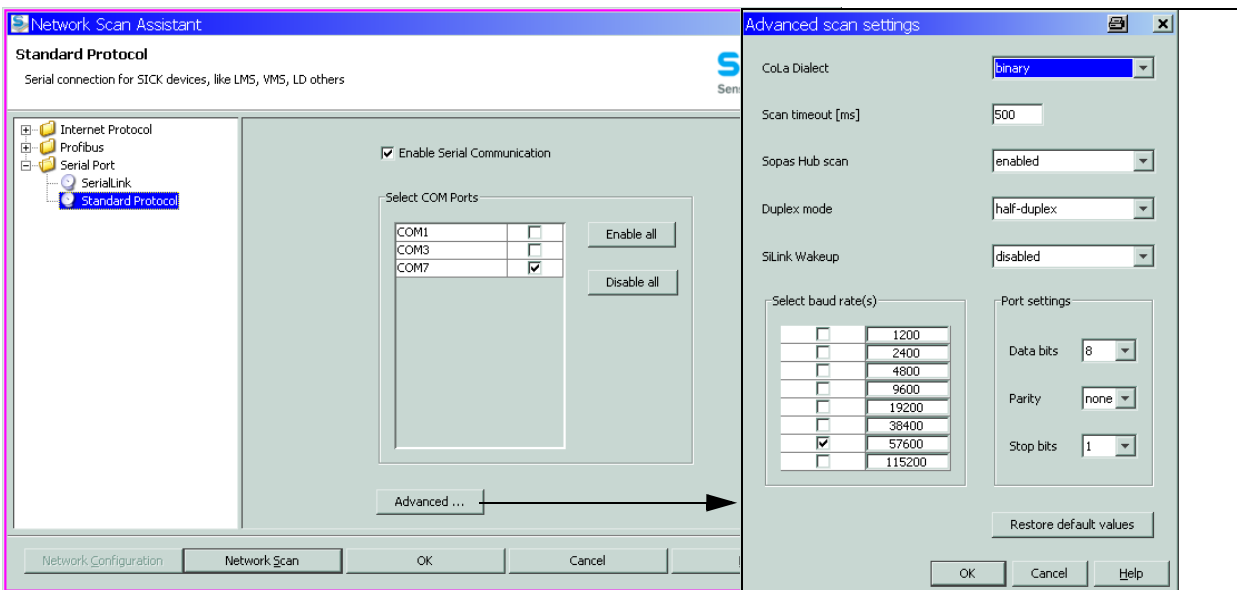 Network Scan Assistant
Standard Protocol
Serial connection for SICK devices, like LMS, VMS, LD others
Internet Protocol
Profibus
Serial Port
SerialLink
Standard Protocol
Enable Serial Communication
Select COM Ports
COM1
COM3
COM7
Enable all
Disable all
Advanced ...
Network Configuration
Network Scan
OK
Cancel
Advanced scan settings
CoLa Dialect binary
Scan timeout [ms] 500
Sopas Hub scan enabled
Duplex mode half-duplex
SiLink Wakeup disabled
Select baud rate(s)
1200
2400
4800
9600
19200
38400
57600
115200
Port settings
Data bits 8
Parity none
Stop bits 1
Restore default values
OK
Cancel
Help